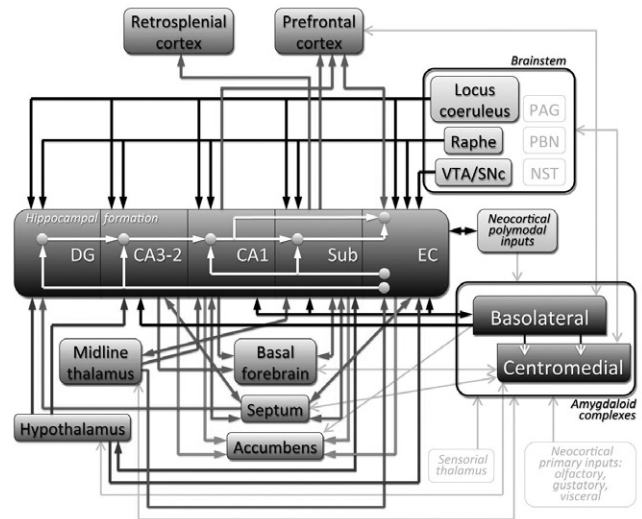 Retrosplenial
cortex
Prefrontal
cortex
Brainstem
Locus
coeruleus
PAG
Raphe
PBN
VTA/SNc
NST
Hippocampal formation
DG
CA3-2
CA1
Sub
EC
Neocortical
polymodal
inputs
Basolateral
Centromedial
Amygdaloid
complexes
Midline
thalamus
Basal
forebrain
Septum
Hypothalamus
Accumbens
Sensorial
thalamus
Neocortical
primary inputs:
olfactory,
gustatory,
visceral